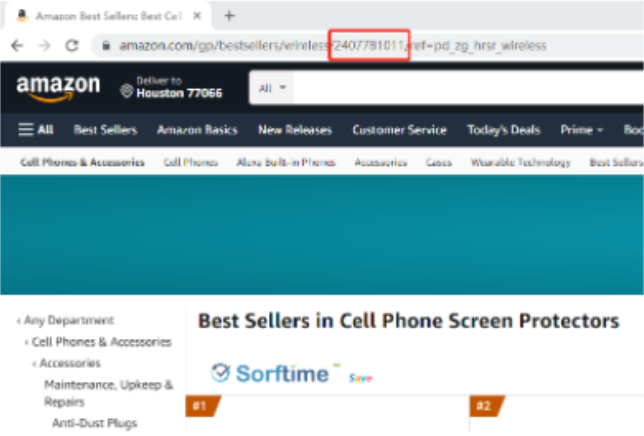 Amazon Best Sellers: Best Cell × +
amazon.com/gp/bestsellers/wireless/2407781011/ref=pd_zg_hrsr_wireless
amazon Deliver to Houston 77066 All
All Best Sellers Amazon Basics New Releases Customer Service Today's Deals Prime Boo
Cell Phones & Accessories Cell Phones Alexa Built-in Phones Accessories Cases Wearable Technology Best Sellers
‹ Any Department
Best Sellers in Cell Phone Screen Protectors
‹ Cell Phones & Accessories
‹ Accessories
Sorftime Save
Maintenance, Upkeep &
Repairs
#1 #2
Anti-Dust Plugs